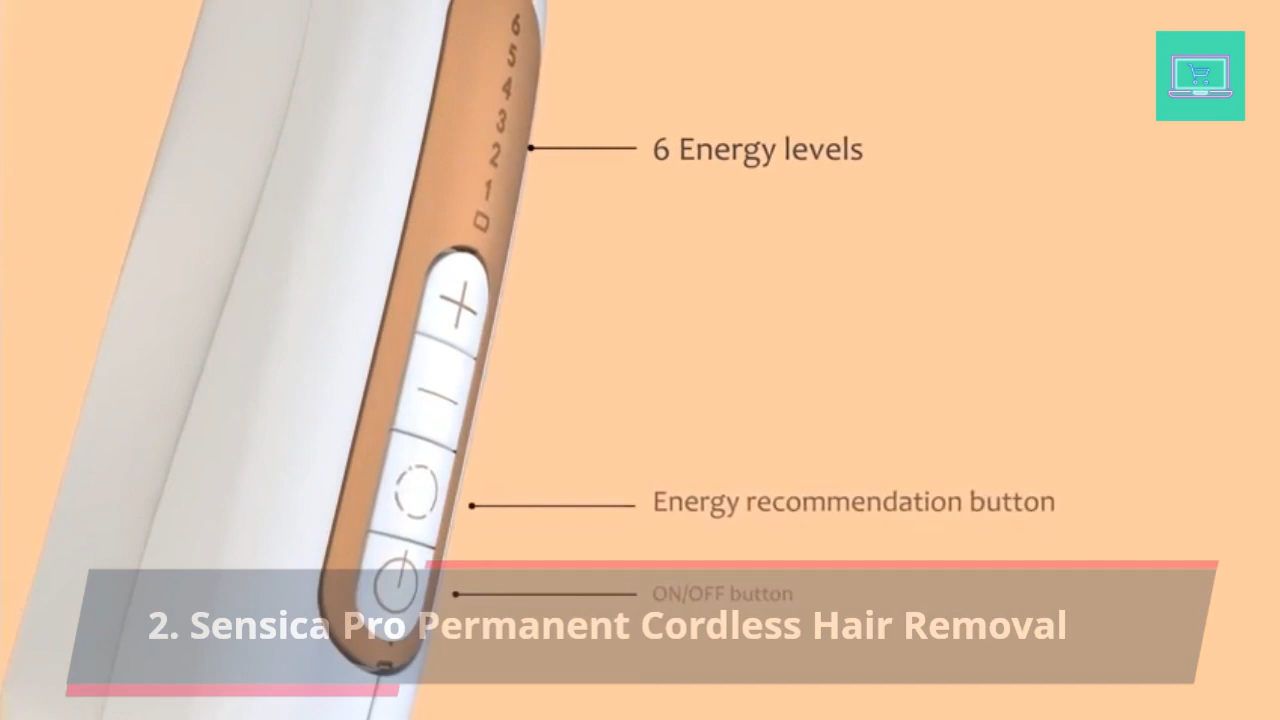 6
5
4
3
2
1
0
6 Energy levels
Energy recommendation button
ON/OFF button
2. Sensica Pro Permanent Cordless Hair Removal